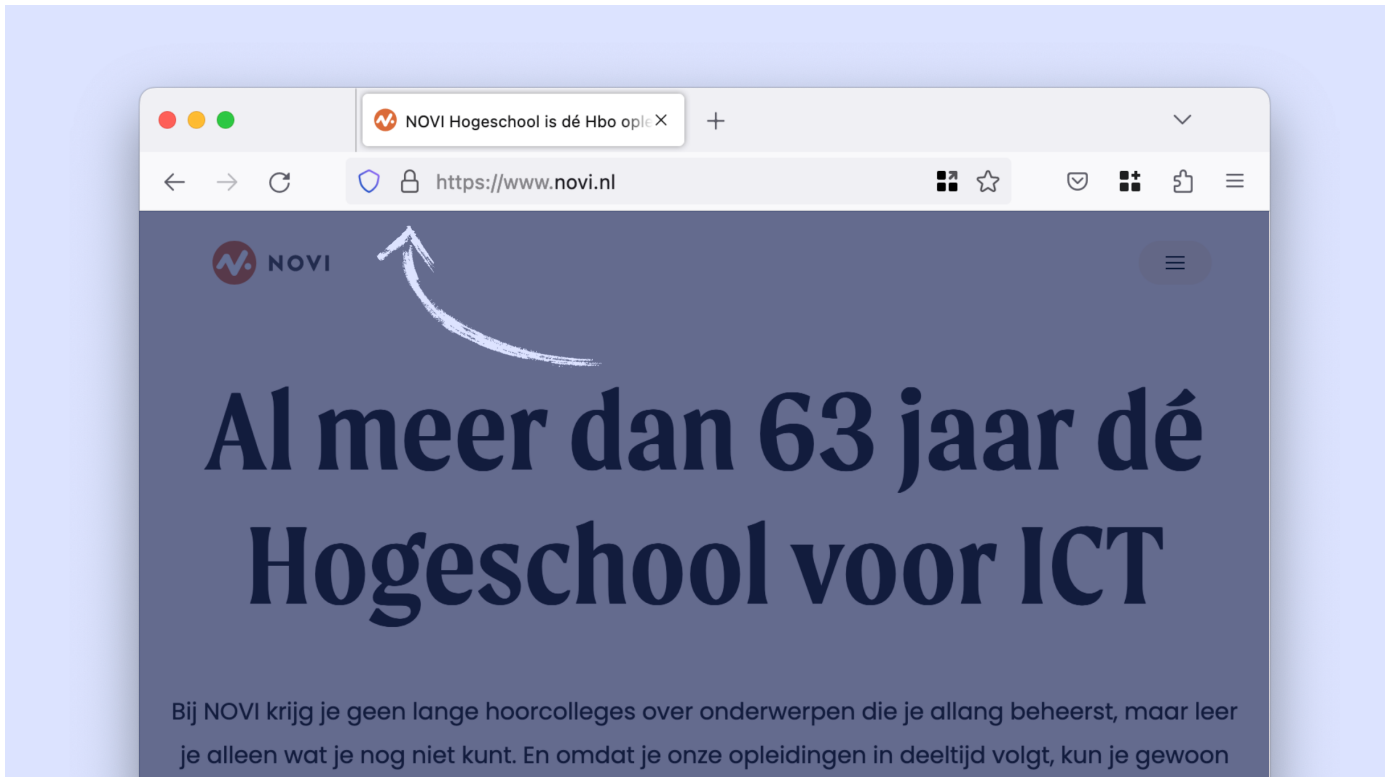 NOVI Hogeschool is dé Hbo ople
https://www.novi.nl
NOVI
Al meer dan 63 jaar dé
Hogeschool voor ICT
Bij NOVI krijg je geen lange hoorcolleges over onderwerpen die je allang beheerst, maar leer
je alleen wat je nog niet kunt. En omdat je onze opleidingen in deeltijd volgt, kun je gewoon